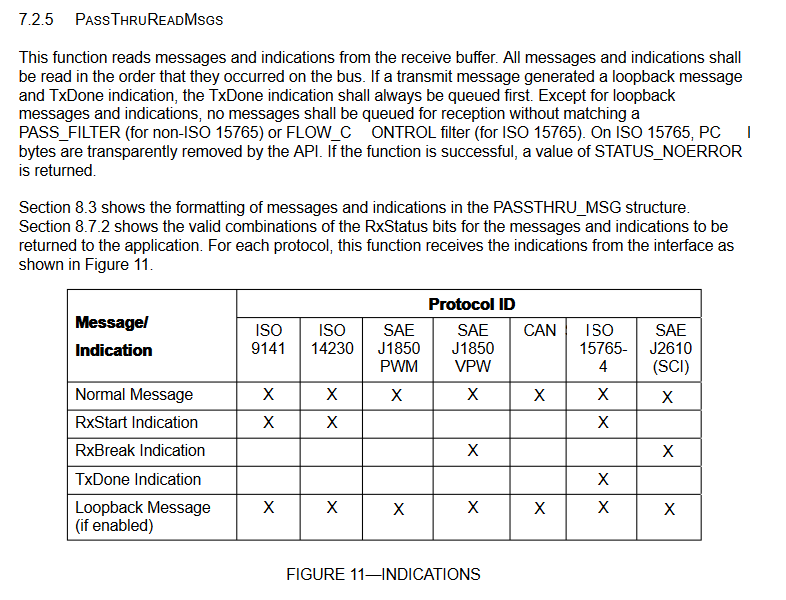 7.2.5 PASSTHRUREADMSGS
This function reads messages and indications from the receive buffer. All messages and indications shall
be read in the order that they occurred on the bus. If a transmit message generated a loopback message
and TxDone indication, the TxDone indication shall always be queued first. Except for loopback
messages and indications, no messages shall be queued for reception without matching a
PASS_FILTER (for non-ISO 15765) or FLOW_C ONTROL filter (for ISO 15765). On ISO 15765, PC I
bytes are transparently removed by the API. If the function is successful, a value of STATUS_NOERROR
is returned.
Section 8.3 shows the formatting of messages and indications in the PASSTHRU_MSG structure.
Section 8.7.2 shows the valid combinations of the RxStatus bits for the messages and indications to be
returned to the application. For each protocol, this function receives the indications from the interface as
shown in Figure 11.
Message/ Indication Protocol ID
ISO 9141 ISO 14230 SAE J1850 PWM SAE J1850 VPW CAN ISO 15765-4 SAE J2610 (SCI)
Normal Message X X X X X X X
RxStart Indication X X X
RxBreak Indication X X
TxDone Indication X
Loopback Message (if enabled) X X X X X X X
FIGURE 11—INDICATIONS